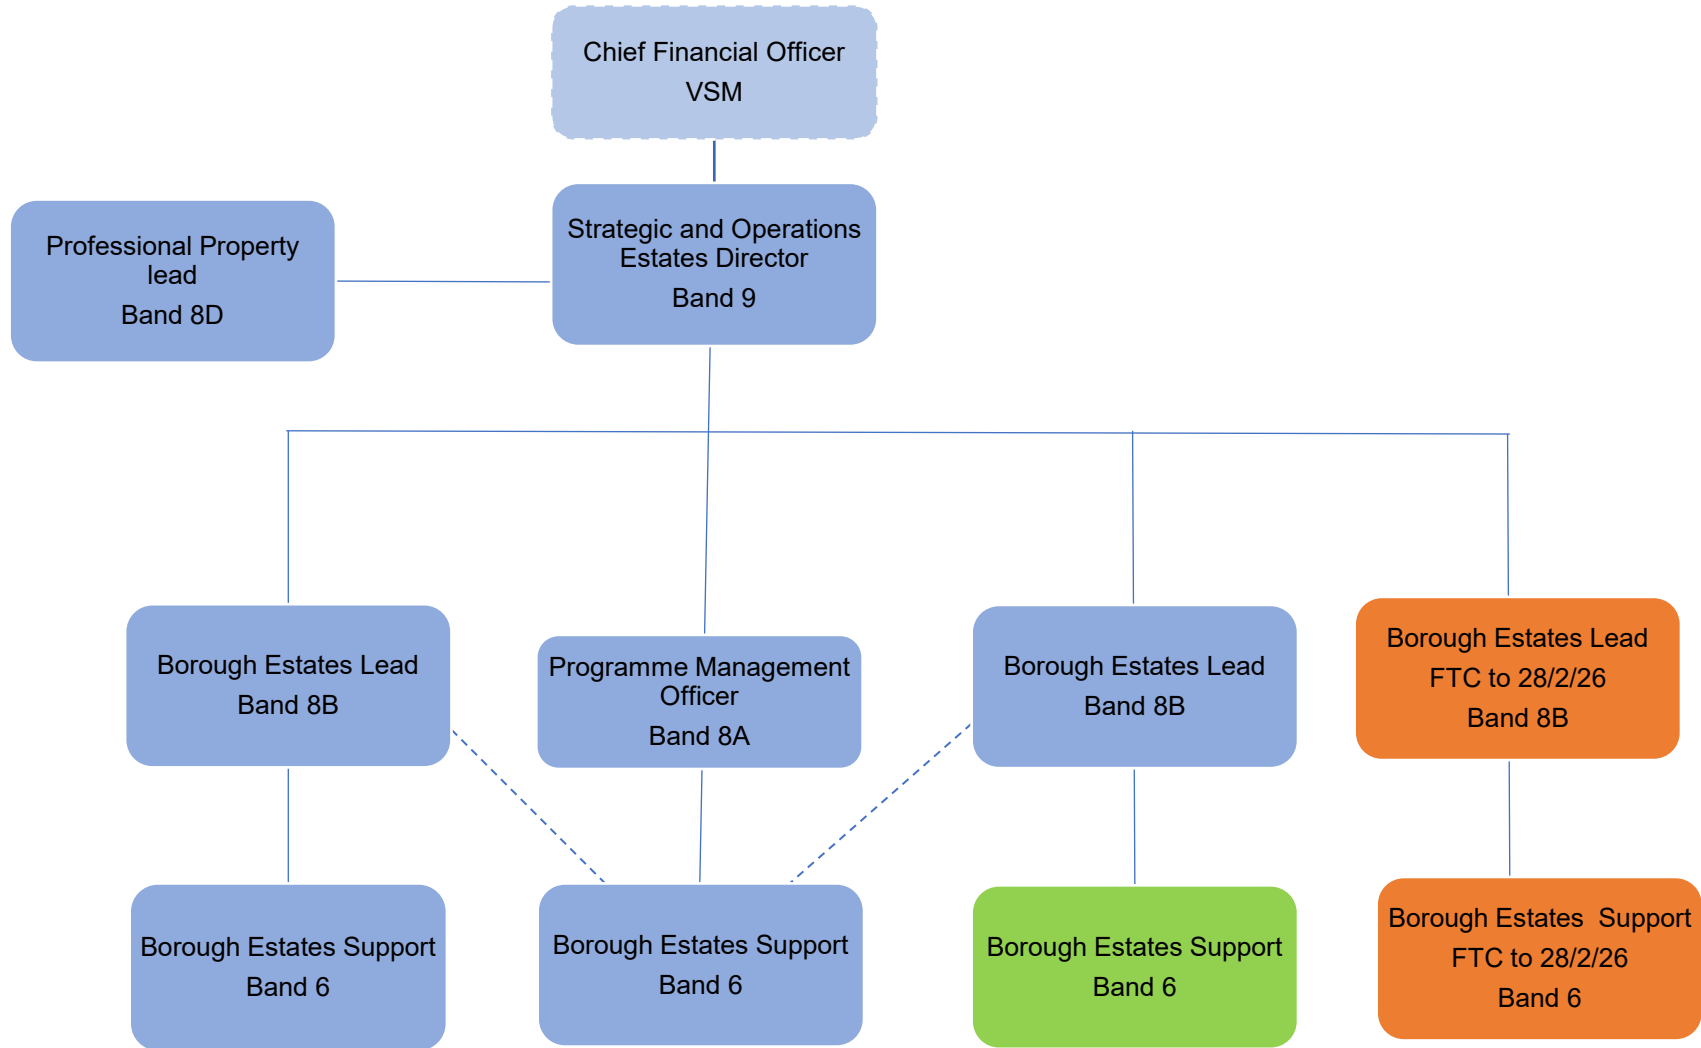 Chief Financial Officer
VSM
Professional Property
lead
Band 8D
Strategic and Operations
Estates Director
Band 9
Borough Estates Lead
Band 8B
Programme Management
Officer
Band 8A
Borough Estates Lead
Band 8B
Borough Estates Lead
FTC to 28/2/26
Band 8B
Borough Estates Support
Band 6
Borough Estates Support
Band 6
Borough Estates Support
Band 6
Borough Estates  Support
FTC to 28/2/26
Band 6